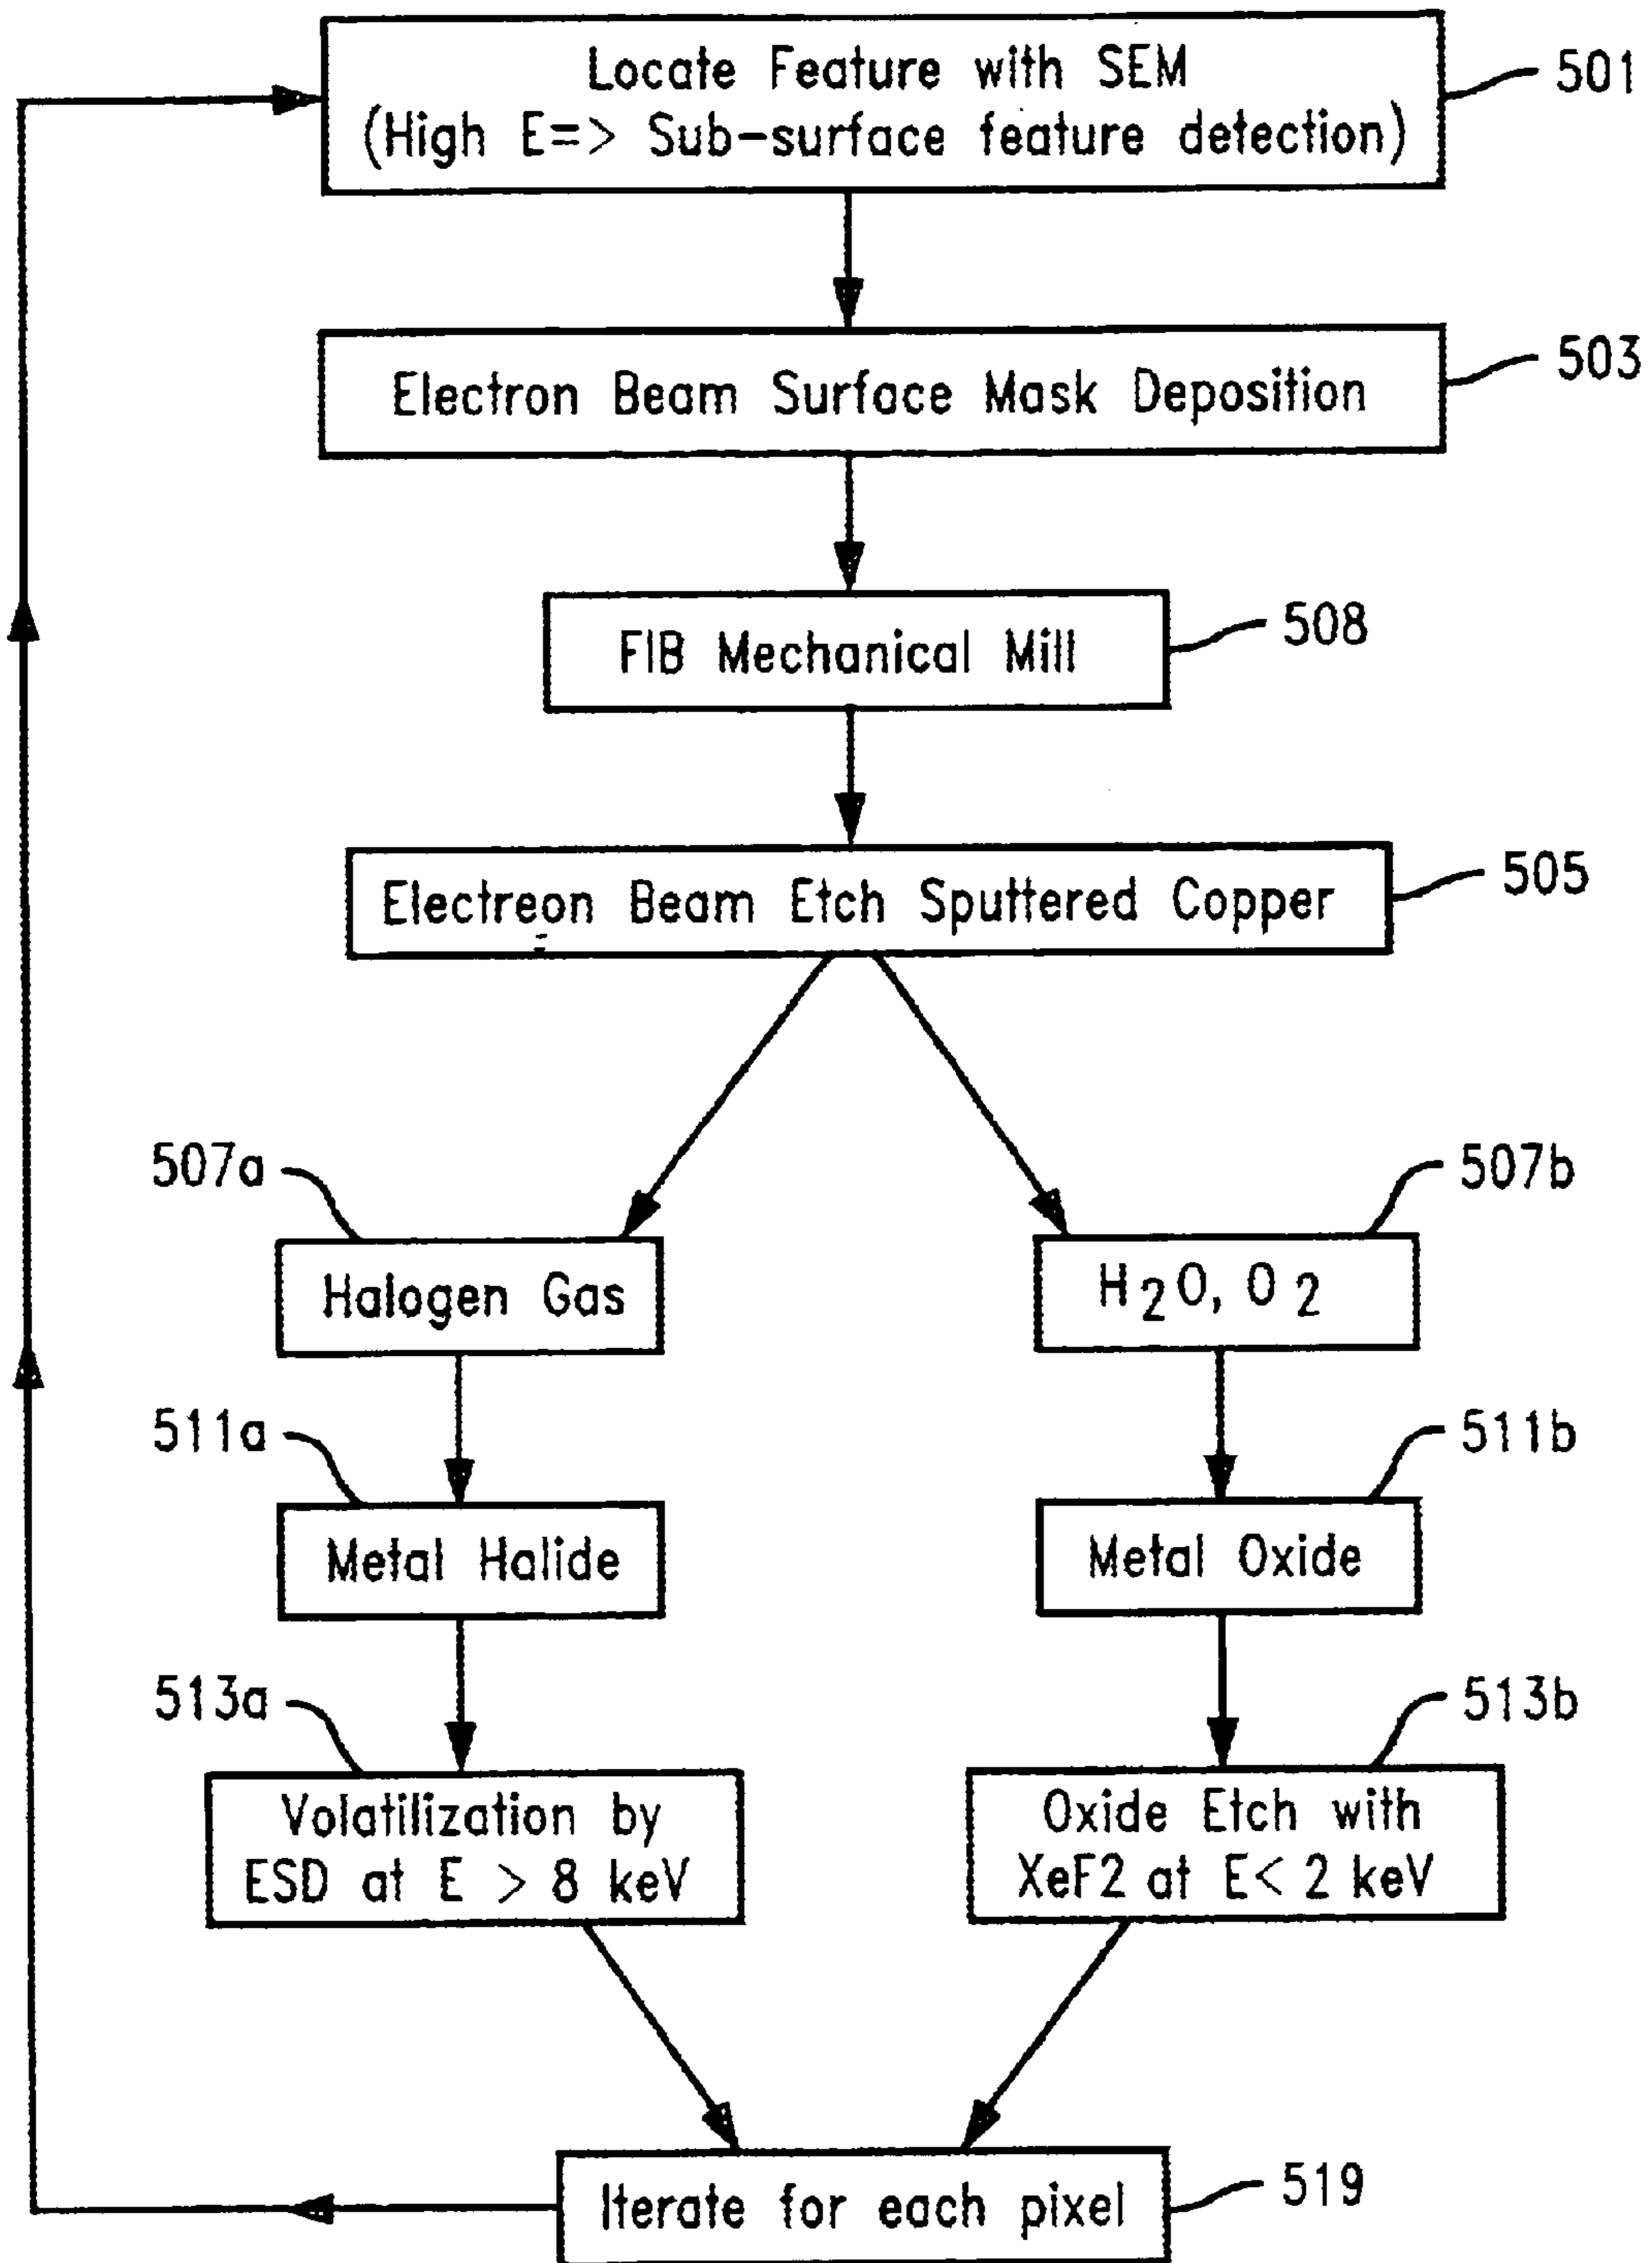 Locate Feature with SEM
(High E=> Sub-surface feature detection)
501
Electron Beam Surface Mask Deposition
503
FIB Mechanical Mill
508
Electreon Beam Etch Sputtered Copper
505
507a
507b
Halogen Gas
H2O, O2
511a
511b
Metal Halide
Metal Oxide
513a
513b
Volatilization by
ESD at E > 8 keV
Oxide Etch with
XeF2 at E< 2 keV
Iterate for each pixel
519